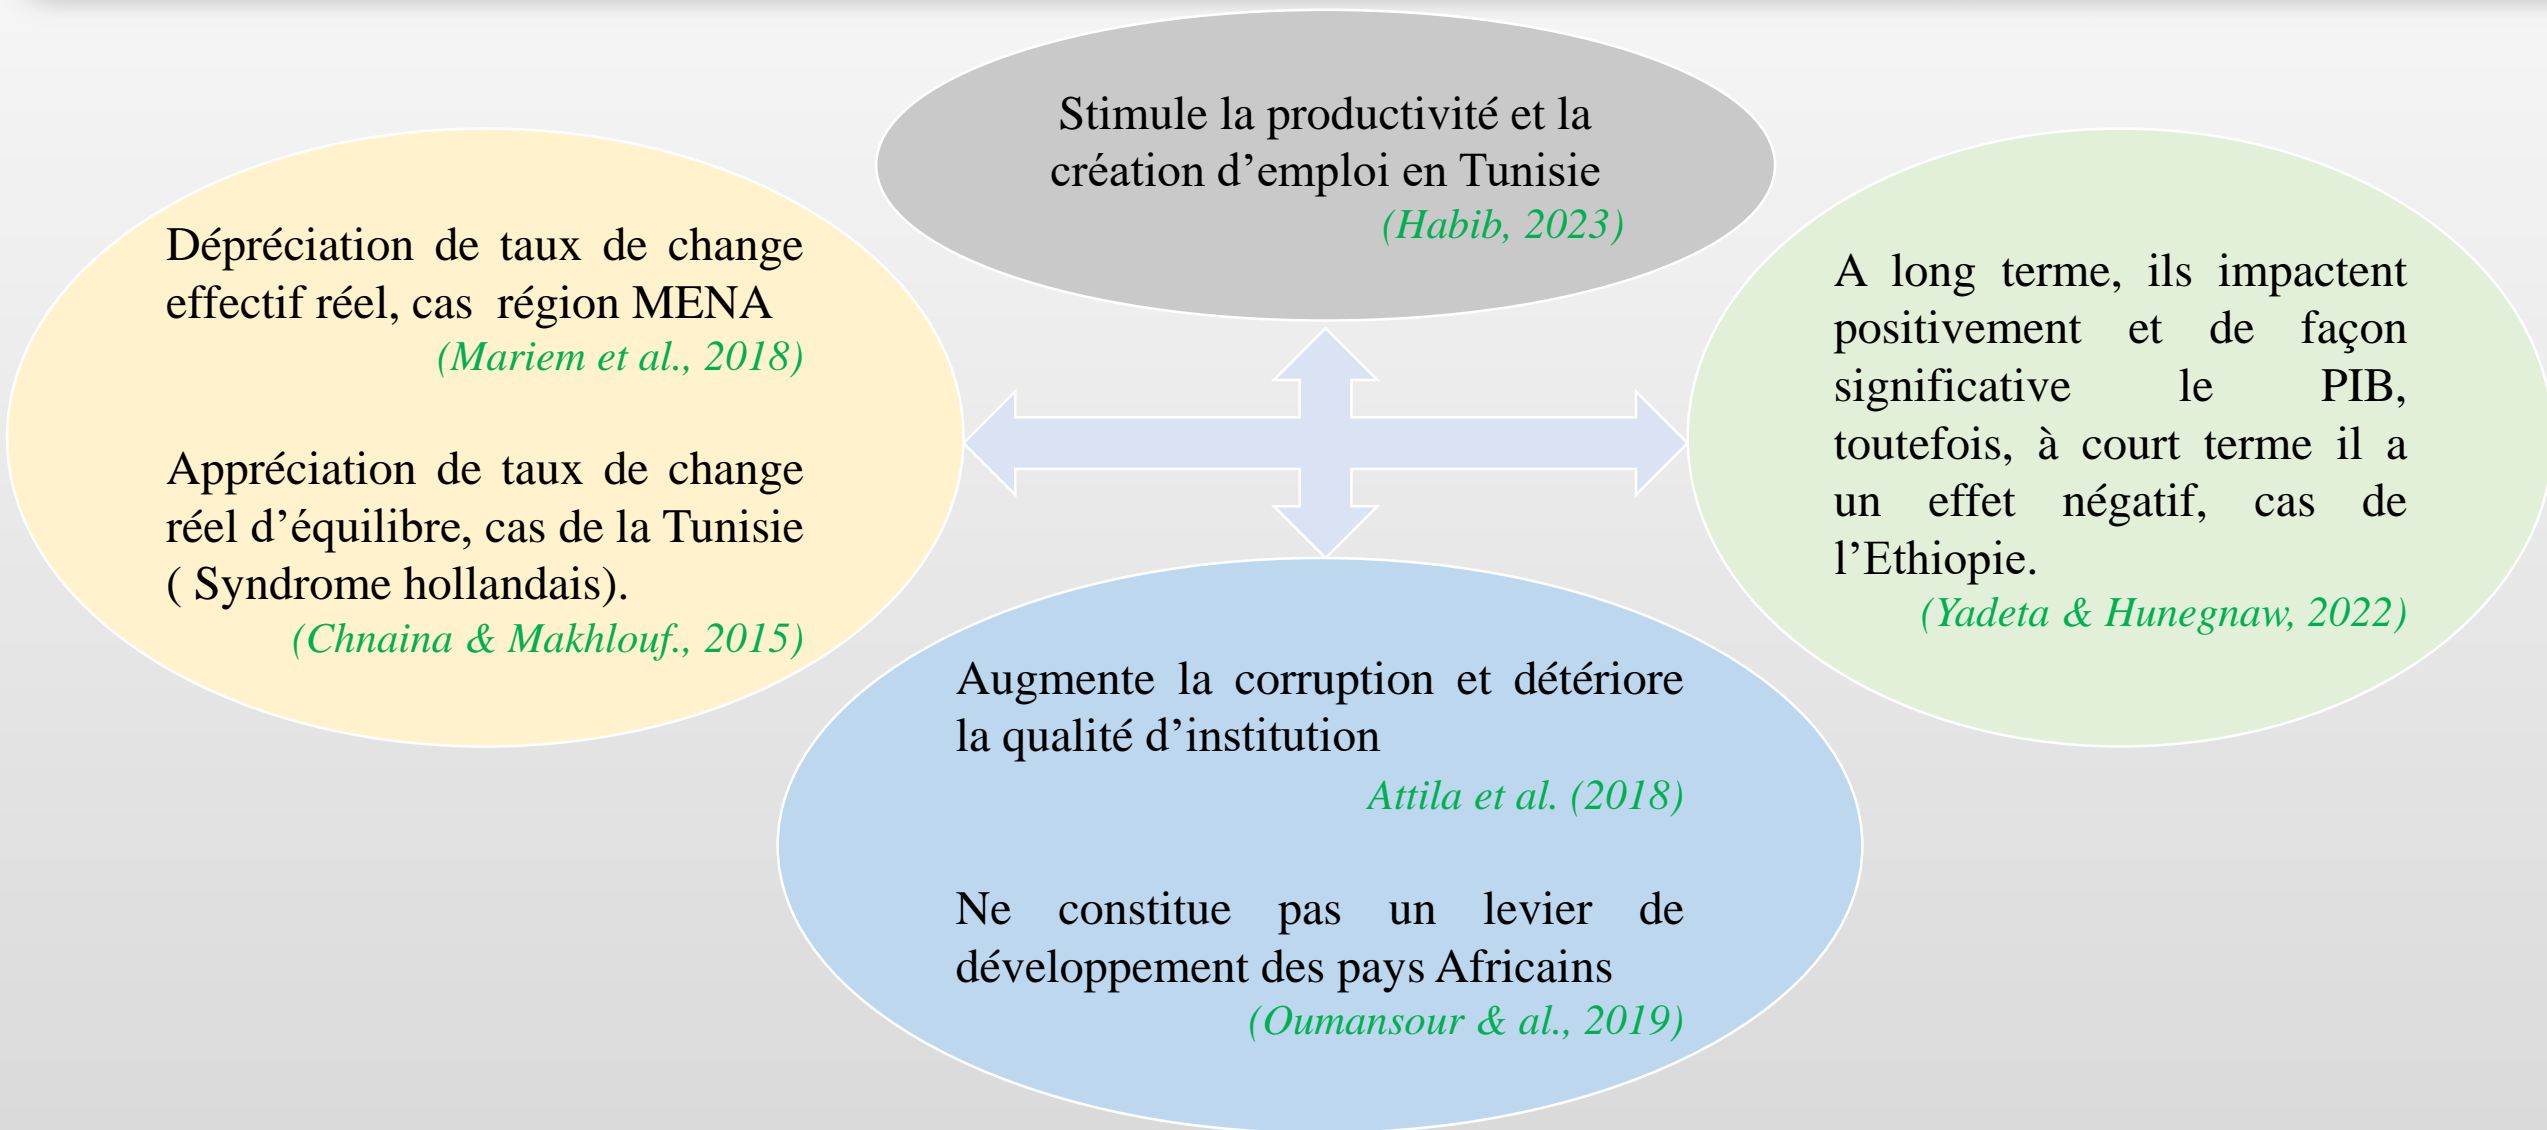 Stimule la productivité et la
création d’emploi en Tunisie
(Habib, 2023)
Dépréciation de taux de change
effectif réel, cas région MENA
(Mariem et al., 2018)
Appréciation de taux de change
réel d’équilibre, cas de la Tunisie
( Syndrome hollandais).
(Chnaina & Makhlouf., 2015)
A long terme, ils impactent
positivement et de façon
significative le PIB,
toutefois, à court terme il a
un effet négatif, cas de
l’Ethiopie.
(Yadeta & Hunegnaw, 2022)
Augmente la corruption et détériore
la qualité d’institution
Attila et al. (2018)
Ne constitue pas un levier de
développement des pays Africains
(Oumansour & al., 2019)